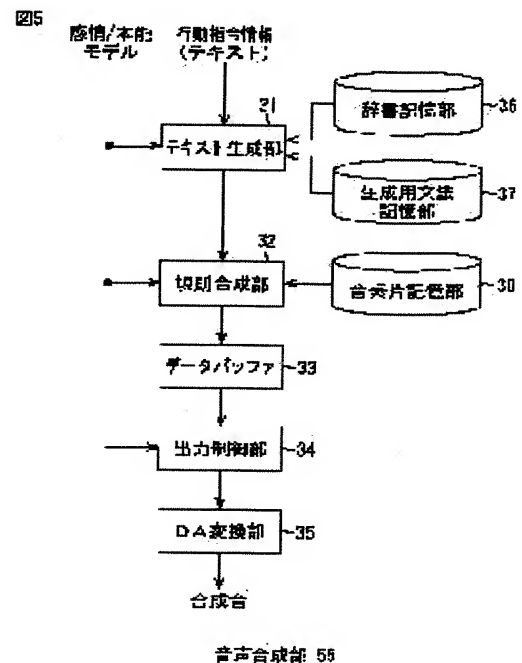 図5
感情/本能
モデル
行動指令情報
(テキスト)
31
テキスト生成部
辞書記憶部
36
生成用文法
記憶部
37
32
規則合成部
音素片記憶部
38
データバッファ
33
出力制御部
34
DA変換部
35
合成音
音声合成部 55